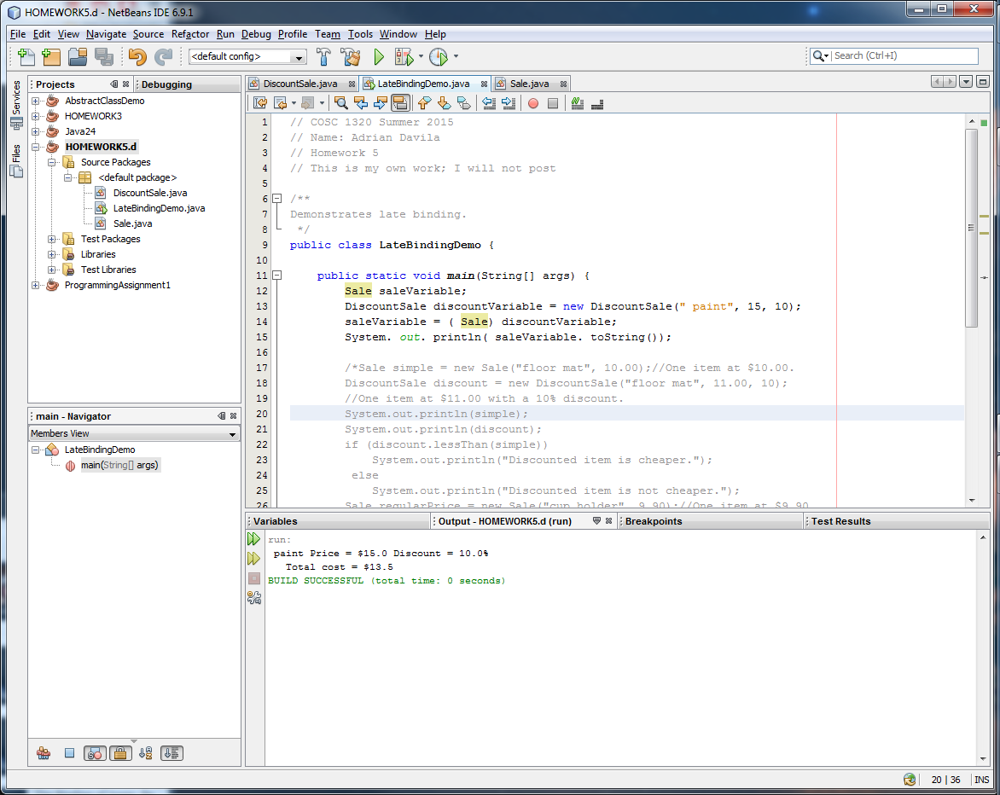 HOMEWORK5.d - NetBeans IDE 6.9.1
File Edit View Navigate Source Refactor Run Debug Profile Team Tools Window Help
<default config>
Search (Ctrl+I)
Services
Files
Projects
Debugging
AbstractClassDemo
HOMEWORK3
Java24
HOMEWORK5.d
Source Packages
<default package>
DiscountSale.java
LateBindingDemo.java
Sale.java
Test Packages
Libraries
Test Libraries
ProgrammingAssignment1
main - Navigator
Members View
LateBindingDemo
main(String[] args)
DiscountSale.java LateBindingDemo.java Sale.java
1 // COSC 1320 Summer 2015
2 // Name: Adrian Davila
3 // Homework 5
4 // This is my own work; I will not post
5
6 /**
7 Demonstrates late binding.
8 */
9 public class LateBindingDemo {
10
11 public static void main(String[] args) {
12 Sale saleVariable;
13 DiscountSale discountVariable = new DiscountSale(" paint", 15, 10);
14 saleVariable = ( Sale) discountVariable;
15 System. out. println( saleVariable. toString());
16
17 /*Sale simple = new Sale("floor mat", 10.00);//One item at $10.00.
18 DiscountSale discount = new DiscountSale("floor mat", 11.00, 10);
19 //One item at $11.00 with a 10% discount.
20 System.out.println(simple);
21 System.out.println(discount);
22 if (discount.lessThan(simple))
23 System.out.println("Discounted item is cheaper.");
24 else
25 System.out.println("Discounted item is not cheaper.");
26 Sale regularPrice = new Sale("cup holder", 9.90);//One item at $9.90
Variables
Output - HOMEWORK5.d (run)
Breakpoints
Test Results
run:
paint Price = $15.0 Discount = 10.0%
Total cost = $13.5
BUILD SUCCESSFUL (total time: 0 seconds)
20 | 36 INS